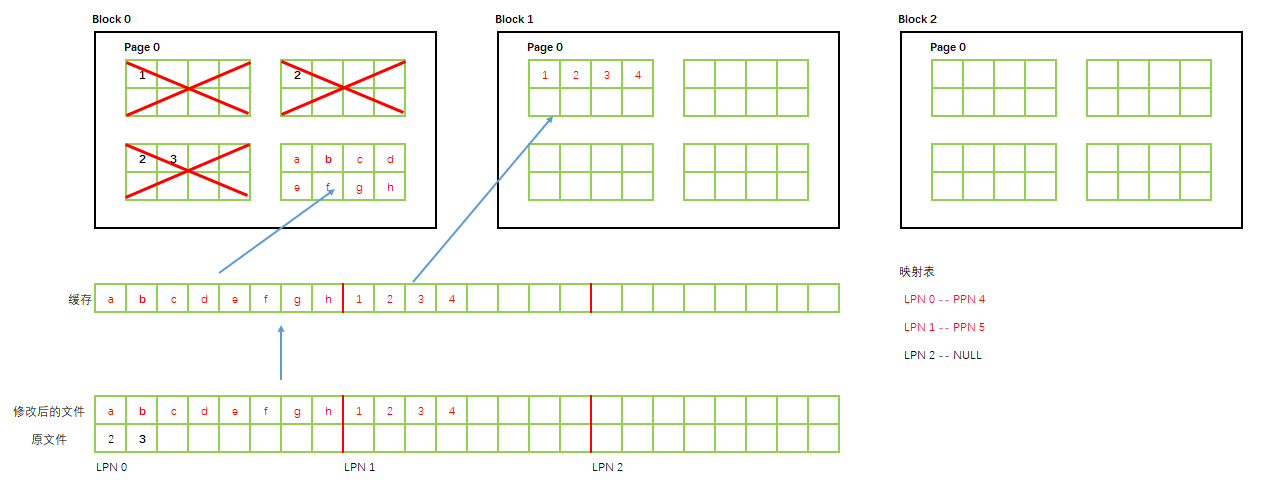 Block 0
Block 1
Block 2
Page 0
Page 0
Page 0
1
2
1 2 3 4
2 3
a b c d
e f g h
映射表
LPN 0 -- PPN 4
LPN 1 -- PPN 5
LPN 2 -- NULL
缓存 a b c d e f g h 1 2 3 4
修改后的文件 a b c d e f g h 1 2 3 4
原文件 2 3
LPN 0 LPN 1 LPN 2